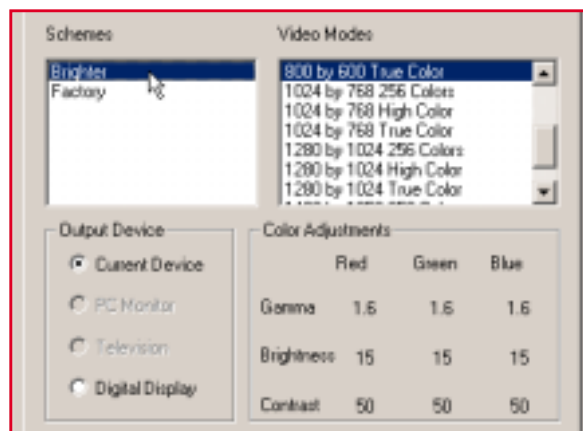 Schemes
Brighter
Factory
Video Modes
800 by 600 True Color
1024 by 768 256 Colors
1024 by 768 High Color
1024 by 768 True Color
1280 by 1024 256 Colors
1280 by 1024 High Color
1280 by 1024 True Color
Output Device
Current Device
PC Monitor
Television
Digital Display
Color Adjustments
Red Green Blue
Gamma 1.6 1.6 1.6
Brightness 15 15 15
Contrast 50 50 50